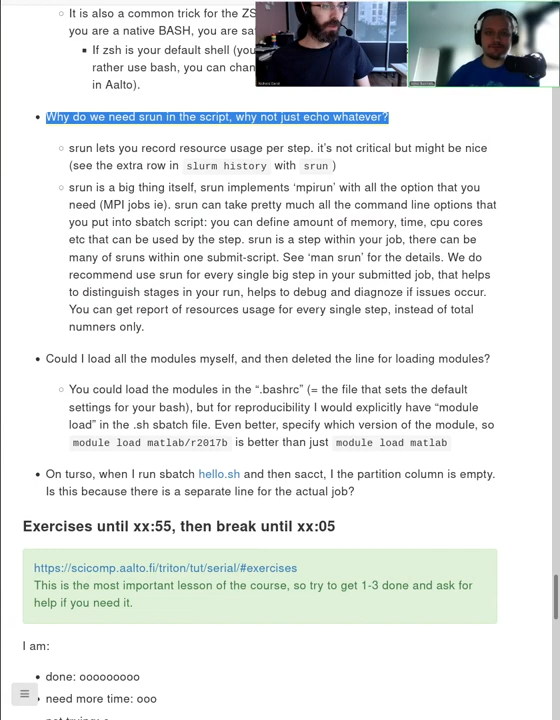 It is also a common trick for the ZS
you are a native BASH, you are sa
If zsh is your default shell (you
rather use bash, you can chan
in Aalto).
Why do we need srun in the script, why not just echo whatever?
srun lets you record resource usage per step. it's not critical but might be nice
(see the extra row in slurm history with srun )
srun is a big thing itself, srun implements 'mpirun' with all the option that you
need (MPI jobs ie). srun can take pretty much all the command line options that
you put into sbatch script: you can define amount of memory, time, cpu cores
etc that can be used by the step. srun is a step within your job, there can be
many of sruns within one submit-script. See 'man srun' for the details. We do
recommend use srun for every single big step in your submitted job, that helps
to distinguish stages in your run, helps to debug and diagnoze if issues occur.
You can get report of resources usage for every single step, instead of total
numners only.
Could I load all the modules myself, and then deleted the line for loading modules?
You could load the modules in the ".bashrc" (= the file that sets the default
settings for your bash), but for reproducibility I would explicitly have "module
load" in the .sh sbatch file. Even better, specify which version of the module, so
module load matlab/r2017b is better than just module load matlab
On turso, when I run sbatch hello.sh and then sacct, I the partition column is empty.
Is this because there is a separate line for the actual job?
Exercises until xx:55, then break until xx:05
https://scicomp.aalto.fi/triton/tut/serial/#exercises
This is the most important lesson of the course, so try to get 1-3 done and ask for
help if you need it.
I am:
done: ooooooooo
need more time: ooo